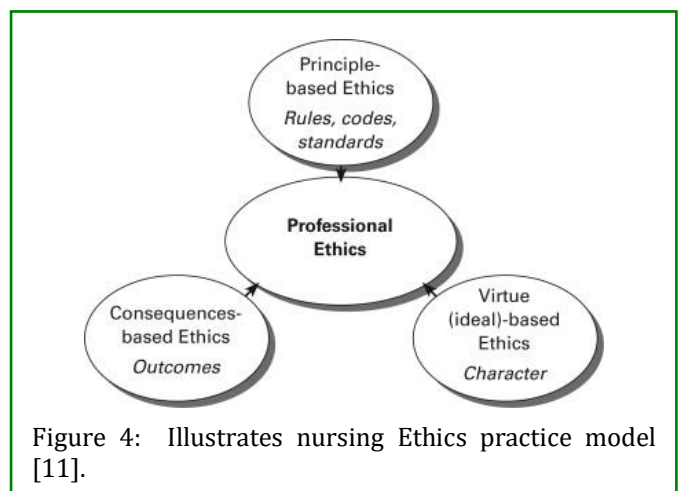 Principle-
based Ethics
Rules, codes,
standards
Professional
Ethics
Consequences-
based Ethics
Outcomes
Virtue
(ideal)-based
Ethics
Character
Figure 4: Illustrates nursing Ethics practice model
[11].